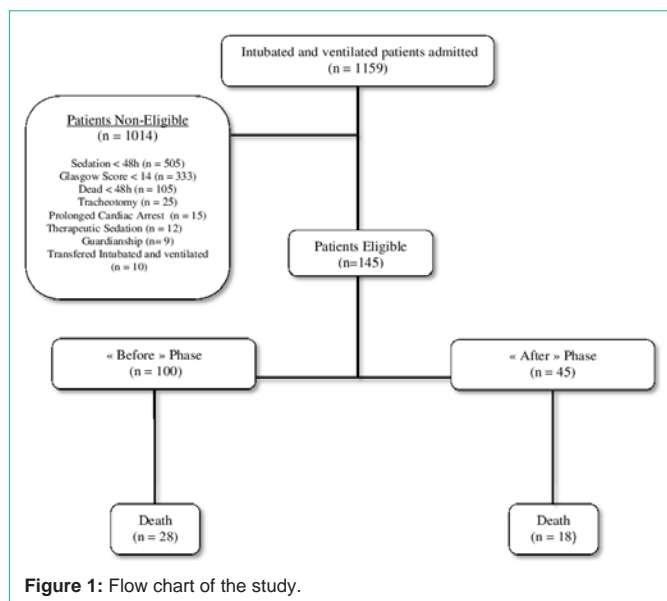 Intubated and ventilated patients admitted
(n = 1159)
Patients Non-Eligible
(n = 1014)
Sedation < 48h (n = 505)
Glasgow Score < 14 (n = 333)
Dead < 48h (n = 105)
Tracheotomy (n = 25)
Prolonged Cardiac Arrest (n = 15)
Therapeutic Sedation (n = 12)
Guardianship (n= 9)
Transfered Intubated and ventilated
(n = 10)
Patients Eligible
(n=145)
« Before » Phase
(n = 100)
« After » Phase
(n = 45)
Death
(n = 28)
Death
(n = 18)
Figure 1: Flow chart of the study.